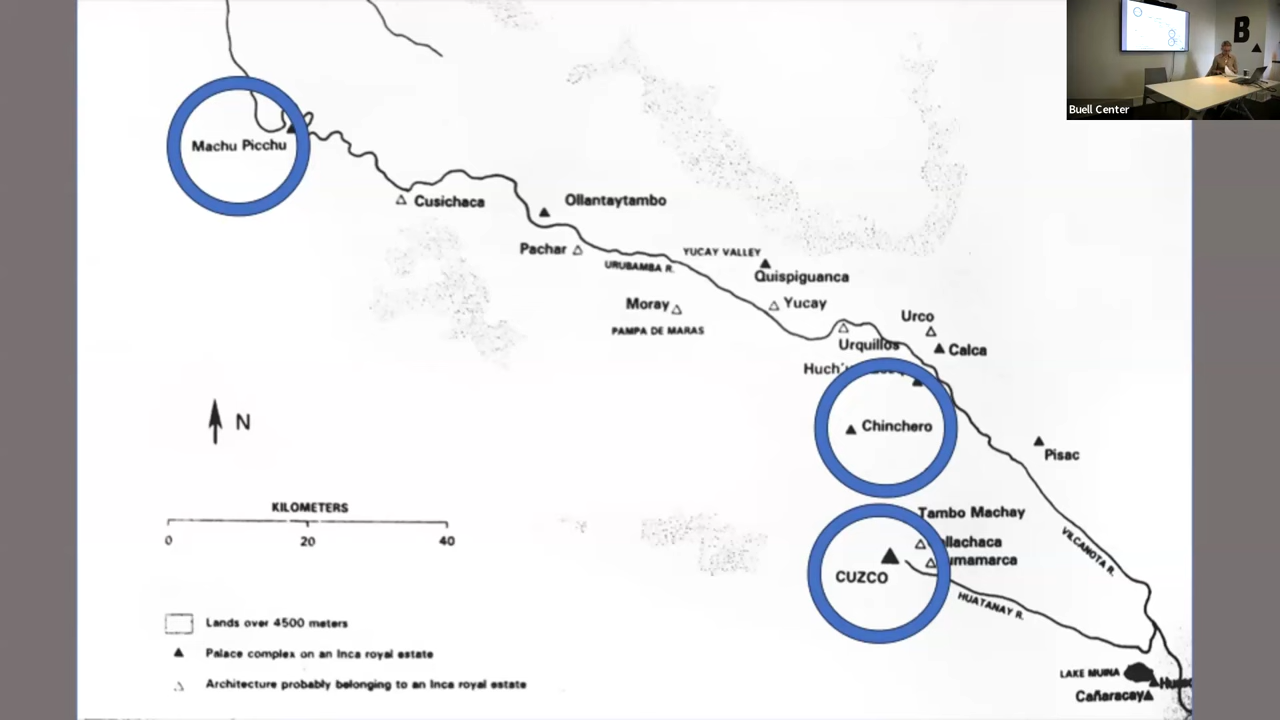 B
Buell Center
Machu Picchu
Cusichaca
Ollantaytambo
Pachar
YUCAY VALLEY
URUBAMBA R.
Quispiguanca
Moray
Yucay
PAMPA DE MARAS
Urco
Urquillos
Calca
Chinchero
N
Pisac
KILOMETERS
0 20 40
Tambo Machay
CUZCO
VILCANOTA R.
HUATANAY R.
Lands over 4500 meters
Palace complex on an Inca royal estate
Architecture probably belonging to an Inca royal estate
LAKE MUINA
Cañaracay